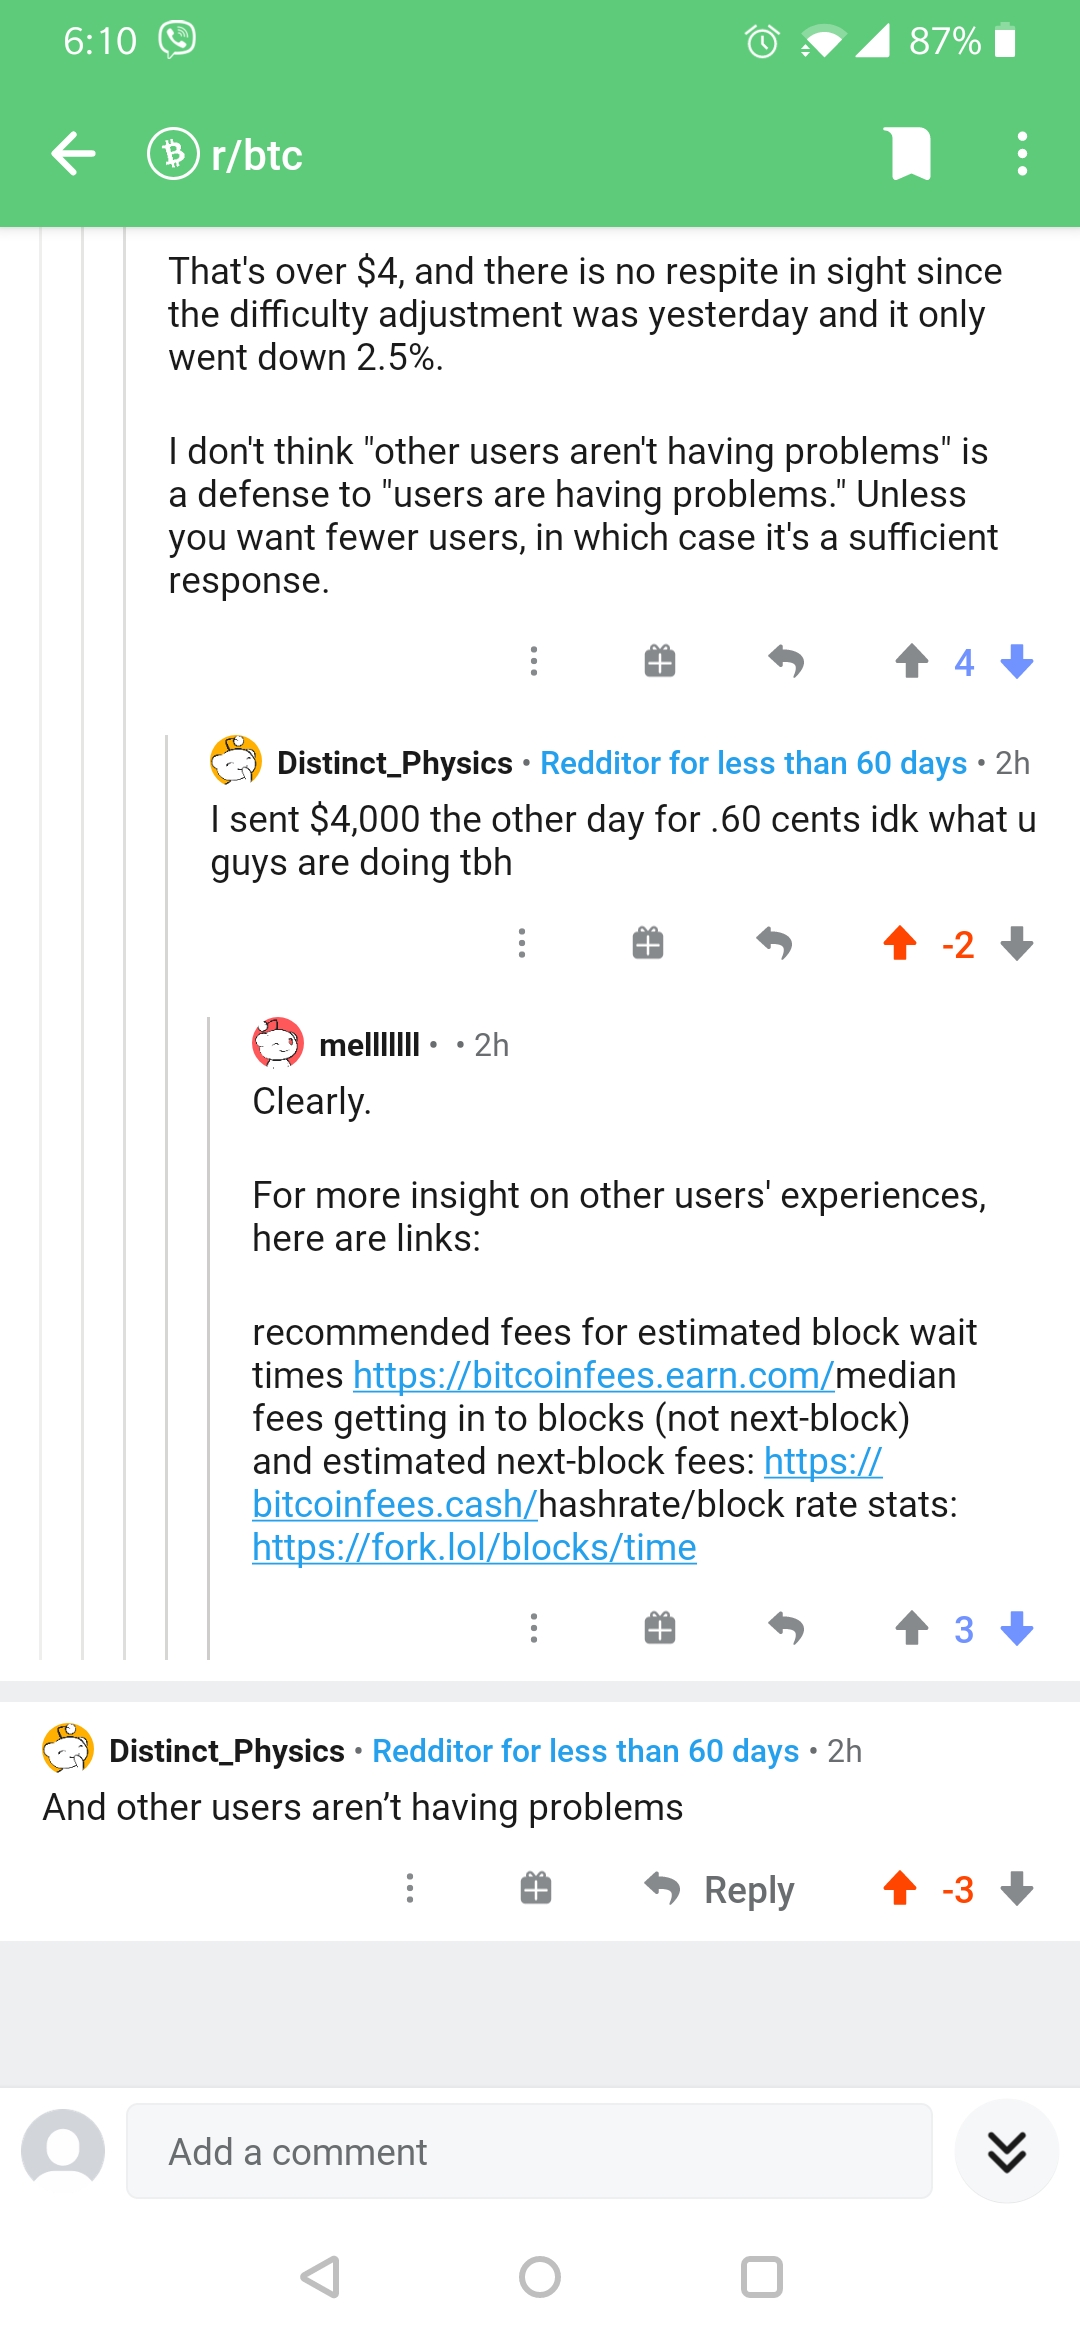 6:10
87%
r/btc
That's over $4, and there is no respite in sight since
the difficulty adjustment was yesterday and it only
went down 2.5%.
I don't think "other users aren't having problems" is
a defense to "users are having problems." Unless
you want fewer users, in which case it's a sufficient
response.
4
Distinct_Physics • Redditor for less than 60 days • 2h
I sent $4,000 the other day for .60 cents idk what u
guys are doing tbh
-2
melllllll • • 2h
Clearly.
For more insight on other users' experiences,
here are links:
recommended fees for estimated block wait
times https://bitcoinfees.earn.com/median
fees getting in to blocks (not next-block)
and estimated next-block fees: https://
bitcoinfees.cash/hashrate/block rate stats:
https://fork.lol/blocks/time
3
Distinct_Physics • Redditor for less than 60 days • 2h
And other users aren’t having problems
Reply -3
Add a comment